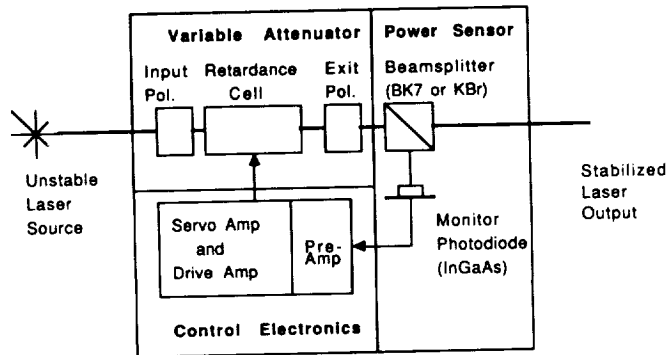 Variable Attenuator
Power Sensor
Input
Pol.
Retardance
Cell
Exit
Pol.
Beamsplitter
(BK7 or KBr)
Unstable
Laser
Source
Stabilized
Laser
Output
Servo Amp
and
Drive Amp
Pre-
Amp
Monitor
Photodiode
(InGaAs)
Control Electronics